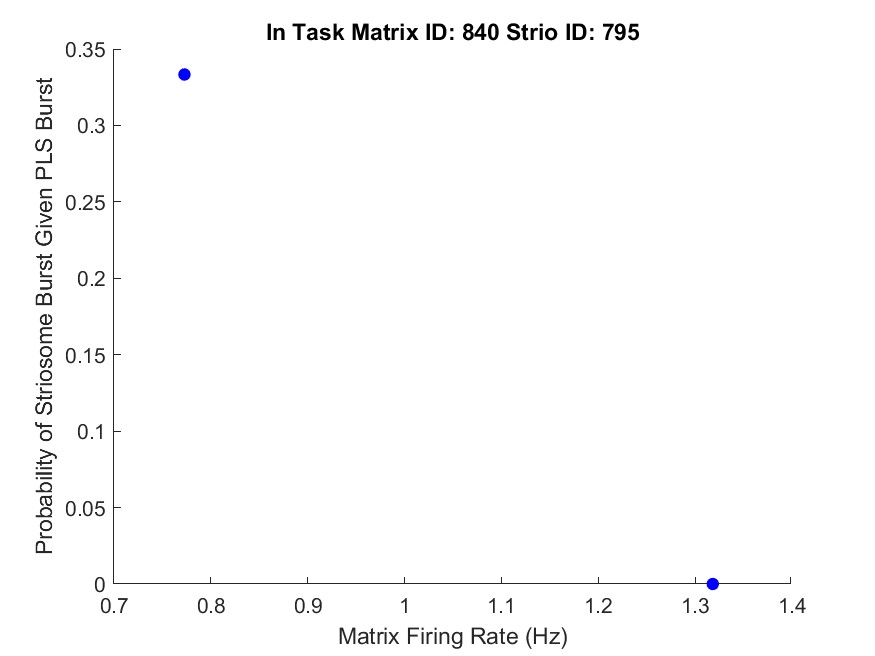 In Task Matrix ID: 840 Strio ID: 795
Probability of Striosome Burst Given PLS Burst
0.35
0.3
0.25
0.2
0.15
0.1
0.05
0
0.7 0.8 0.9 1 1.1 1.2 1.3 1.4
Matrix Firing Rate (Hz)